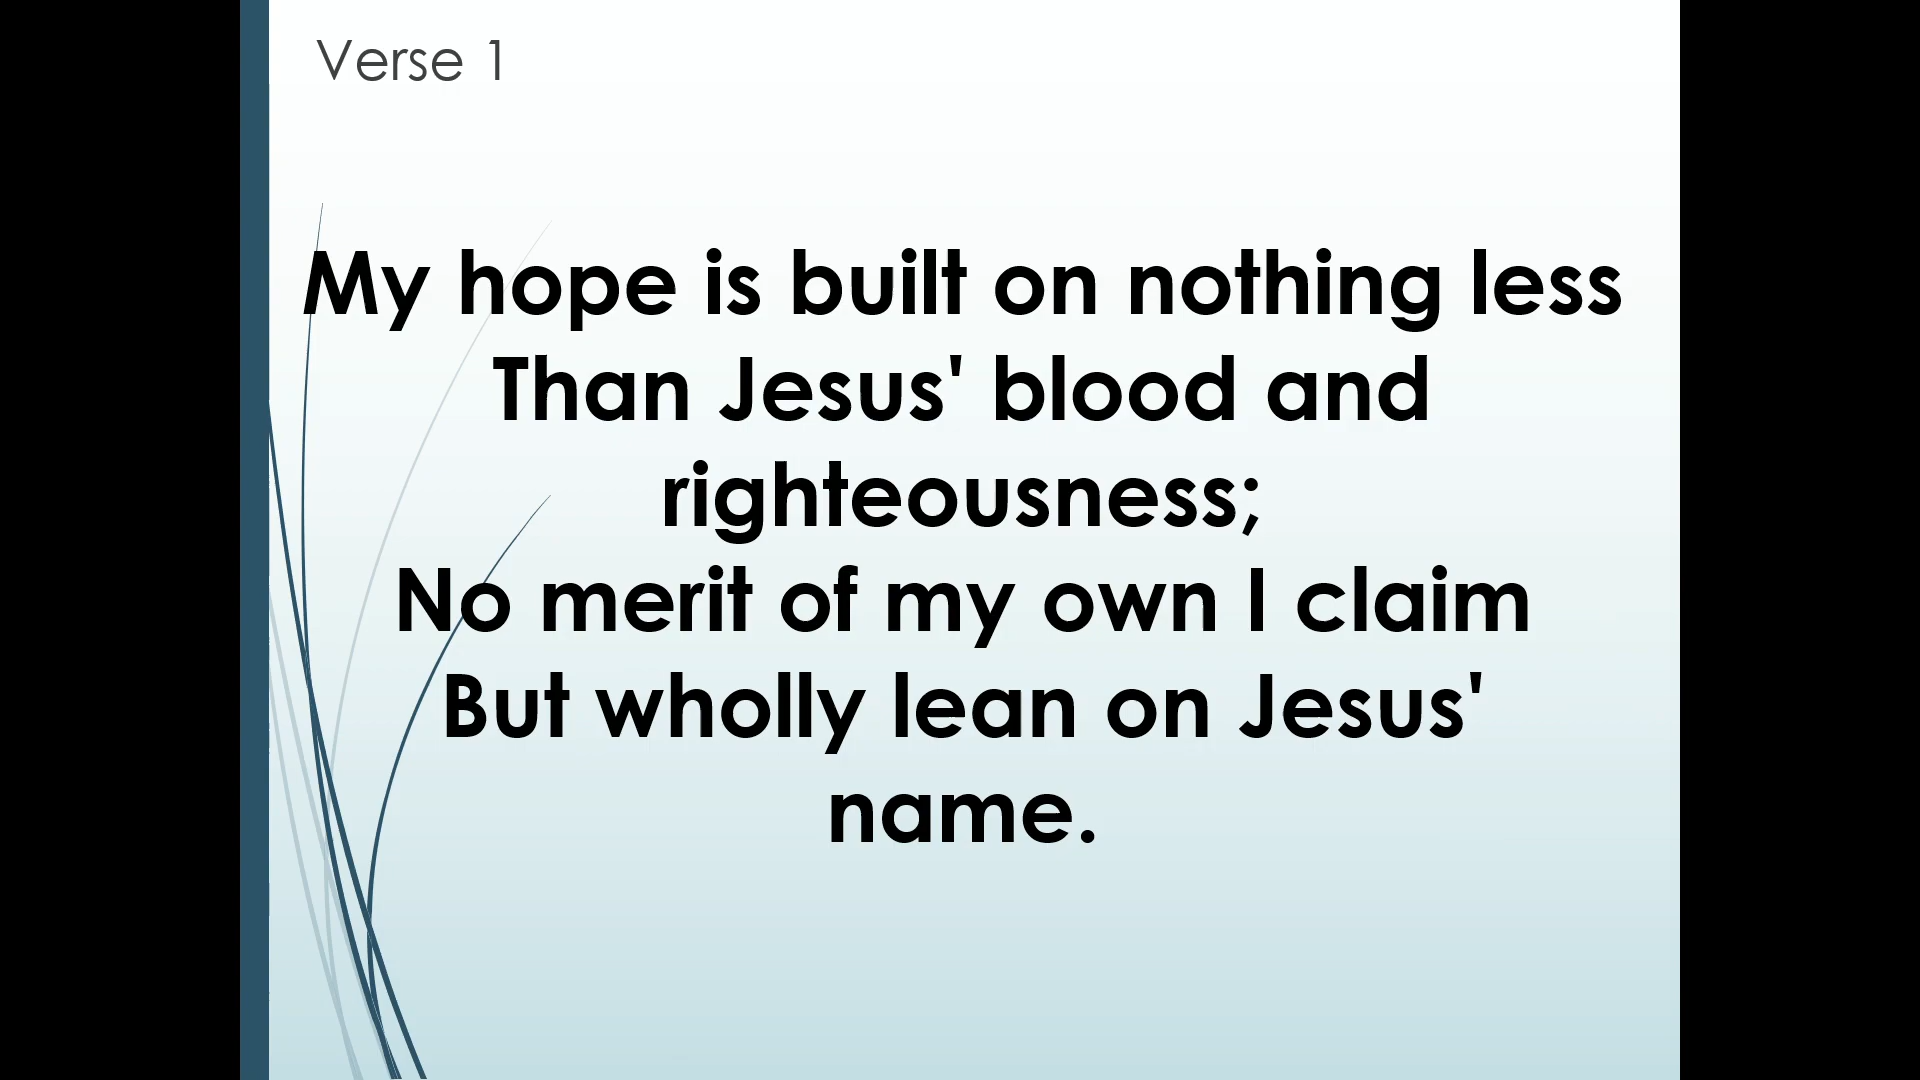 Verse 1
My hope is built on nothing less
Than Jesus' blood and
righteousness;
No merit of my own I claim
But wholly lean on Jesus'
name.